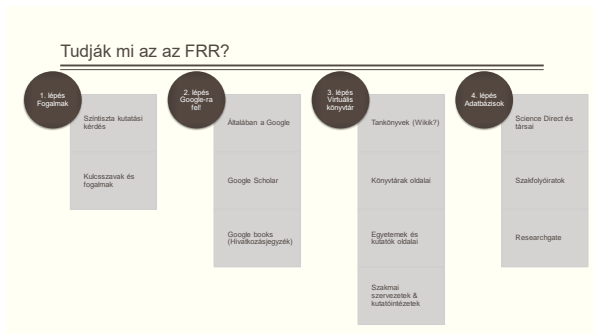 Tudják mi az az FRR?
1. lépés
Fogalmak
Színtiszta kutatási
kérdés
Kulcsszavak és
fogalmak
2. lépés
Google-ra
fel!
Általában a Google
Google Scholar
Google books
(Hivatkozásjegyzék)
3. lépés
Virtuális
könyvtár
Tankönyvek (Wikik?)
Könyvtárak oldalai
Egyetemek és
kutatók oldalai
Szakmai
szervezetek &
kutatóintézetek
4. lépés
Adatbázisok
Science Direct és
társai
Szakfolyóiratok
Researchgate